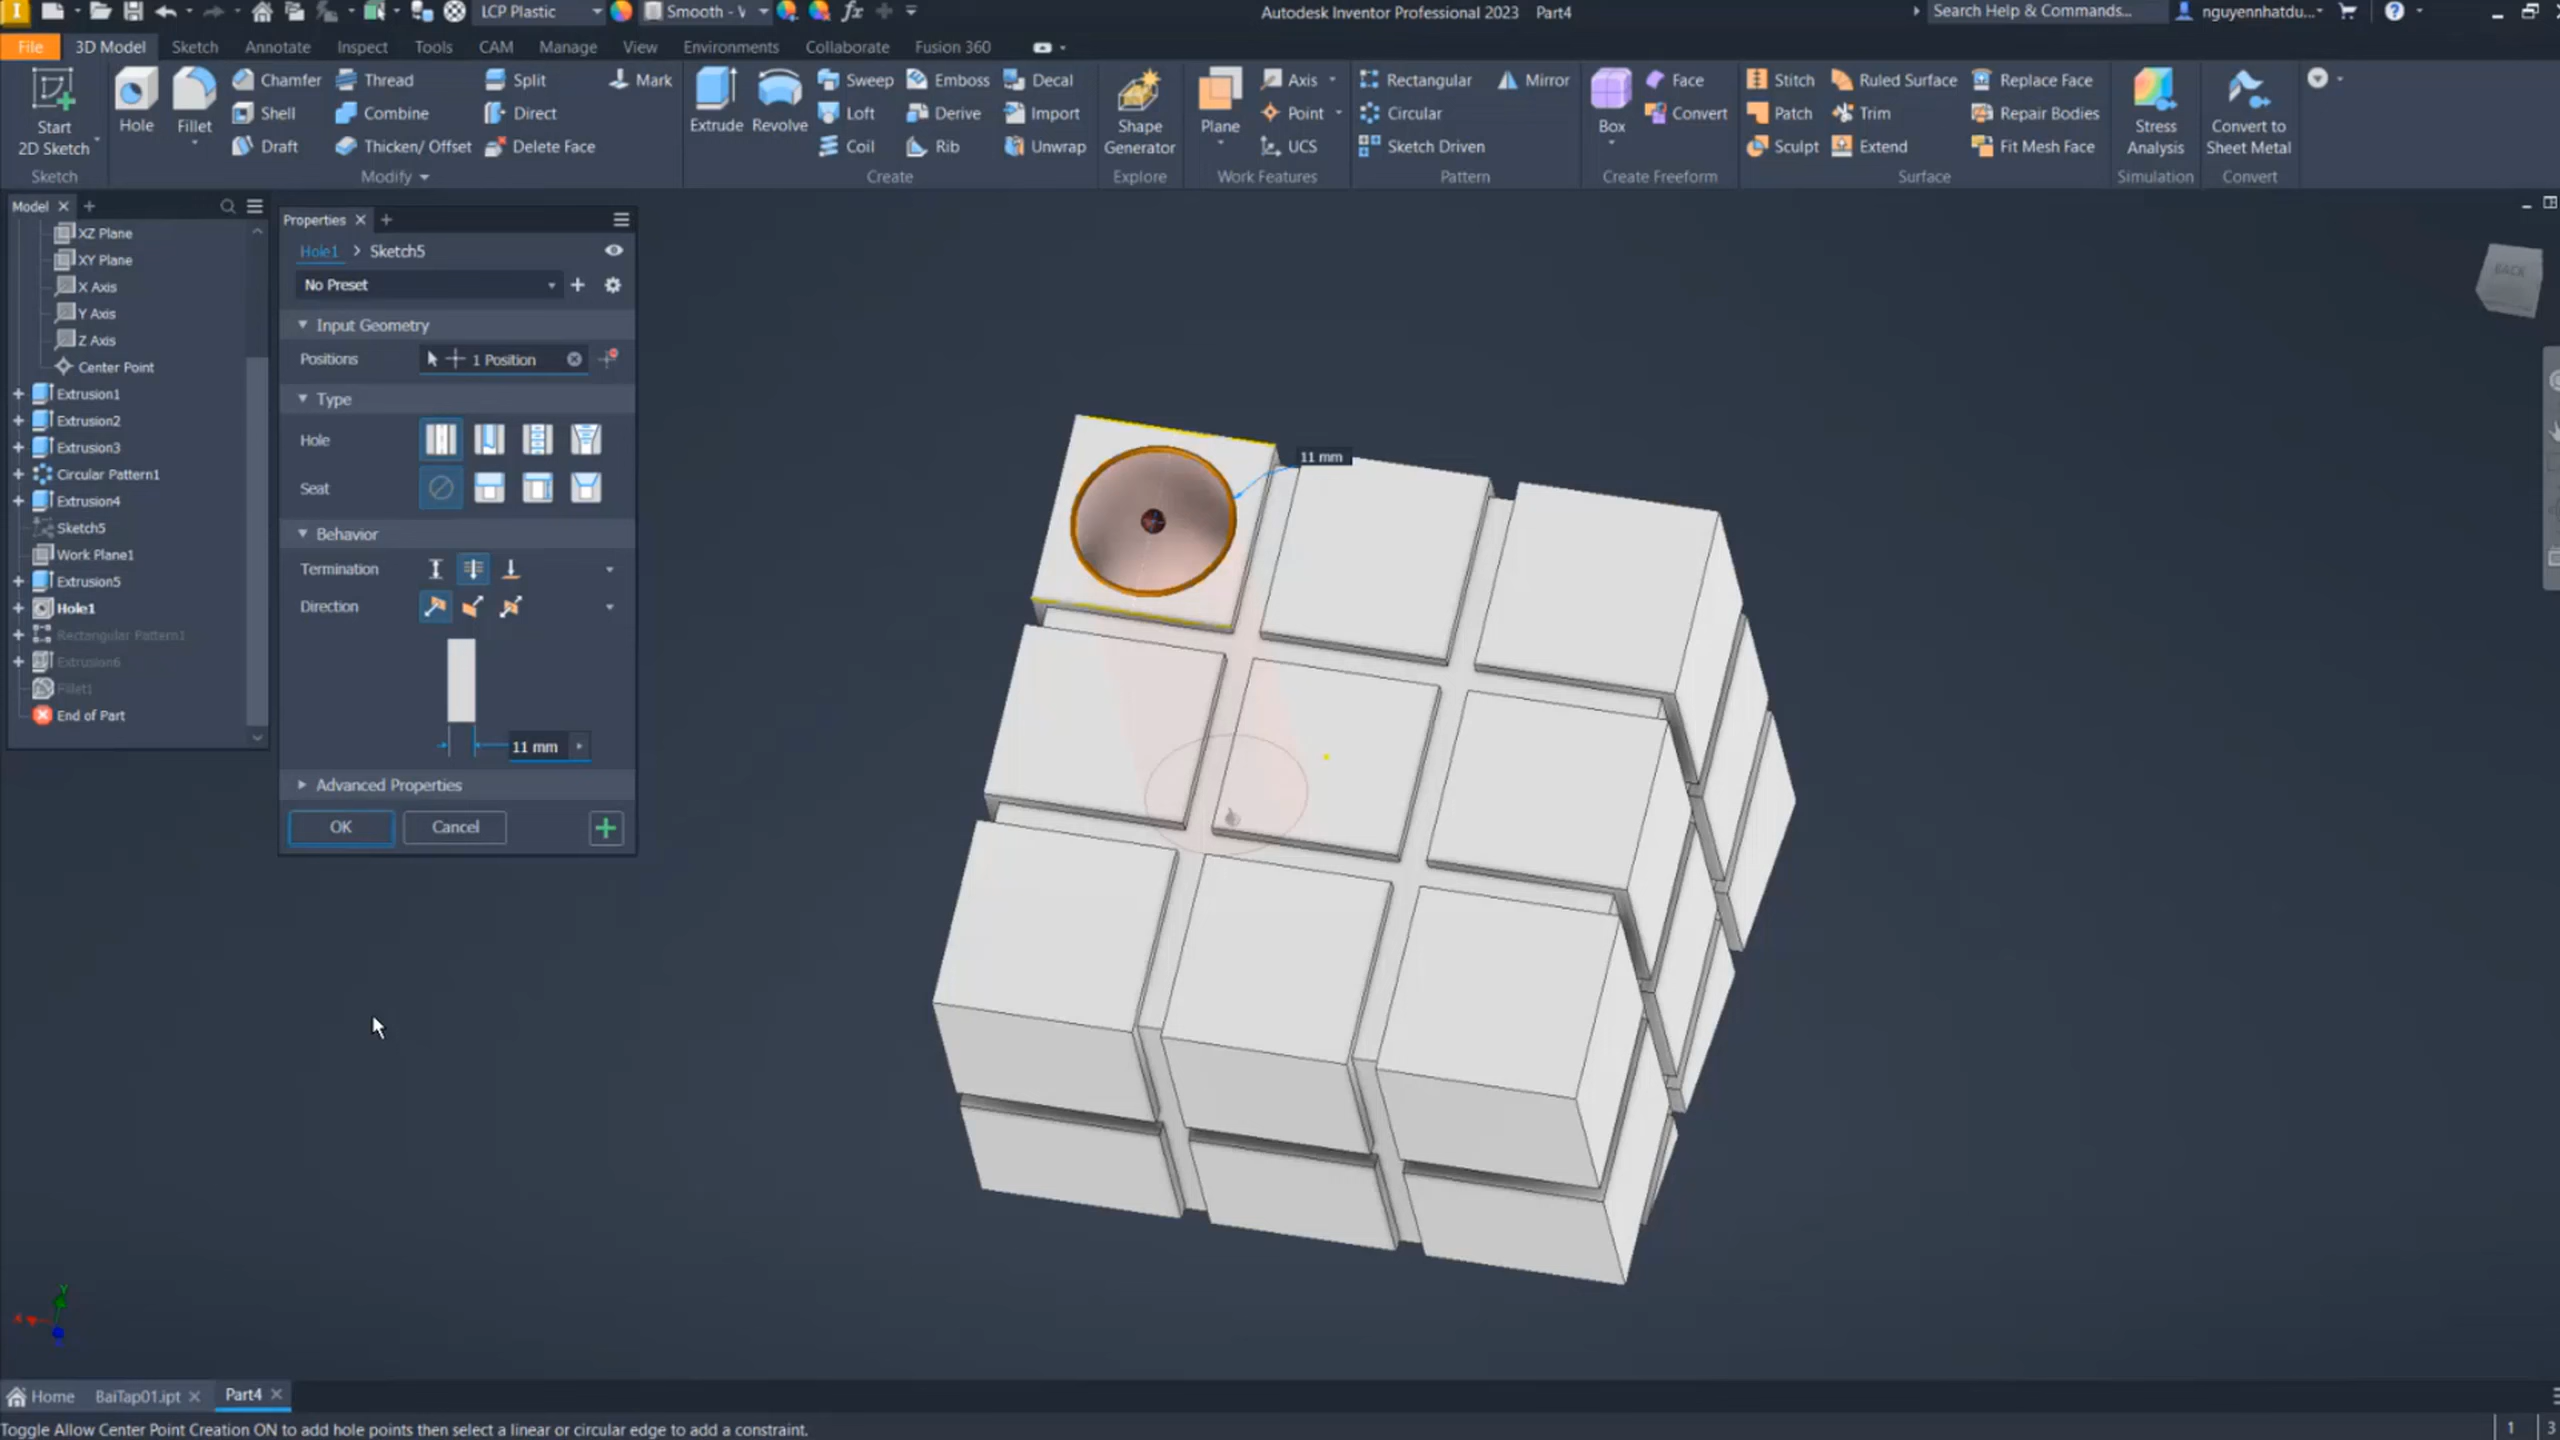 LCP Plastic
Smooth - V
Autodesk Inventor Professional 2023 Part4
Search Help & Commands...
nguyennhatdu...
File 3D Model Sketch Annotate Inspect Tools CAM Manage View Environments Collaborate Fusion 360
Start
2D Sketch
Hole
Fillet
Chamfer
Shell
Draft
Thread
Combine
Thicken/ Offset
Split
Direct
Delete Face
Mark
Extrude
Revolve
Sweep
Loft
Coil
Emboss
Derive
Rib
Decal
Import
Unwrap
Shape
Generator
Plane
Axis
Point
UCS
Rectangular
Circular
Sketch Driven
Mirror
Box
Face
Convert
Stitch
Patch
Sculpt
Ruled Surface
Trim
Extend
Replace Face
Repair Bodies
Fit Mesh Face
Stress
Analysis
Convert to
Sheet Metal
Sketch Modify Create Explore Work Features Pattern Create Freeform Surface Simulation Convert
Model
XZ Plane
XY Plane
X Axis
Y Axis
Z Axis
Center Point
Extrusion1
Extrusion2
Extrusion3
Circular Pattern1
Extrusion4
Sketch5
Work Plane1
Extrusion5
Hole1
Rectangular Pattern1
Extrusion6
Fillet1
End of Part
Properties
Hole1 > Sketch5
No Preset
Input Geometry
Positions 1 Position
Type
Hole
Seat
Behavior
Termination
Direction
11 mm
Advanced Properties
OK Cancel
11 mm
BACK
Y
Home BaiTap01.ipt Part4
Toggle Allow Center Point Creation ON to add hole points then select a linear or circular edge to add a constraint.
1 3